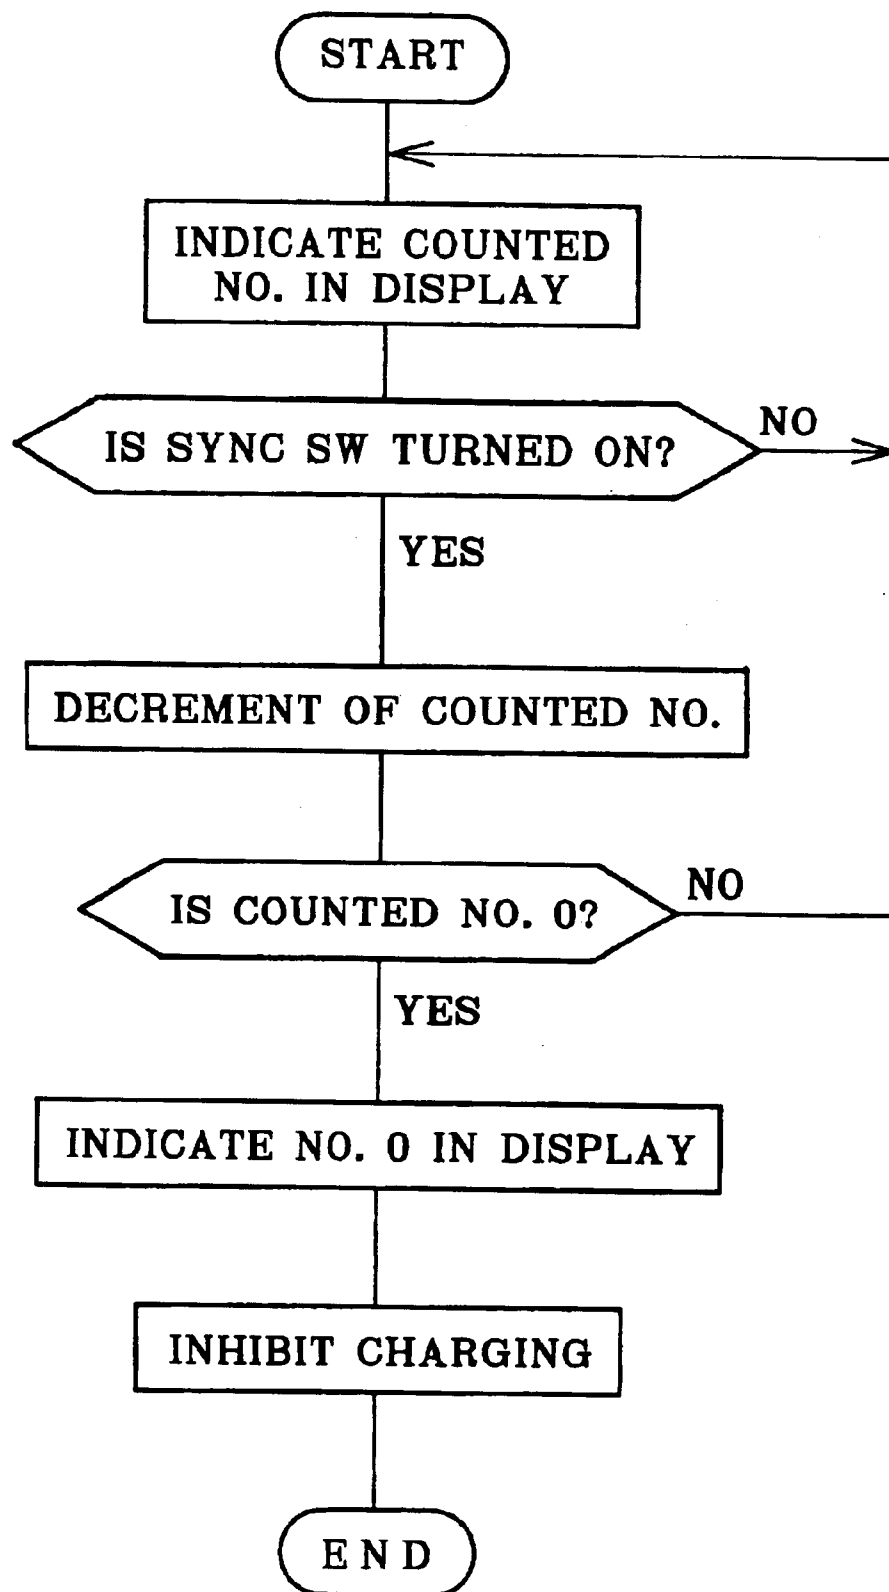 START
INDICATE COUNTED
NO. IN DISPLAY
IS SYNC SW TURNED ON?
NO
YES
DECREMENT OF COUNTED NO.
IS COUNTED NO. 0?
NO
YES
INDICATE NO. 0 IN DISPLAY
INHIBIT CHARGING
END